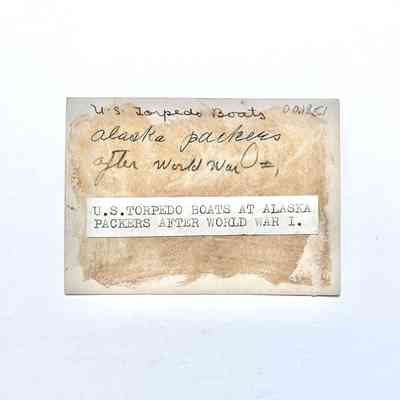 U.S. Torpedo Boats
alaska packers
after World War I,
U.S.TORPEDO BOATS AT ALASKA
PACKERS AFTER WORLD WAR I.